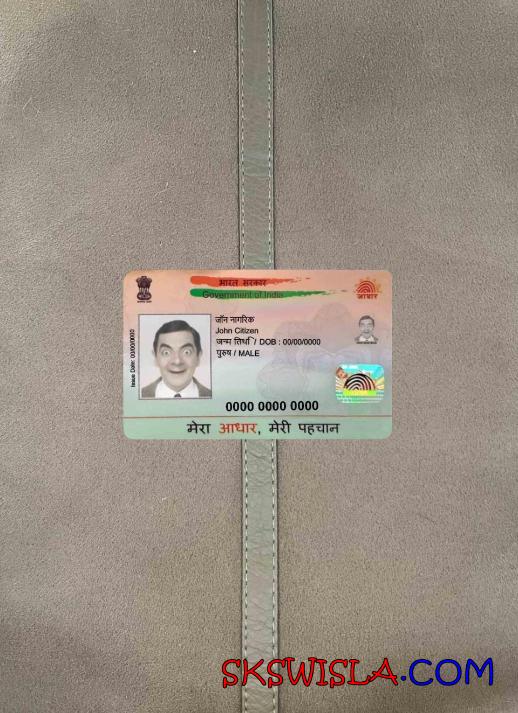 भारत सरकार
Government of India
आधार
Issue Date: 00/00/0000
जॉन नागरिक
John Citizen
जन्म तिथि / DOB : 00/00/0000
पुरुष / MALE
0000 0000 0000
मेरा आधार, मेरी पहचान
SKSWISLA.COM